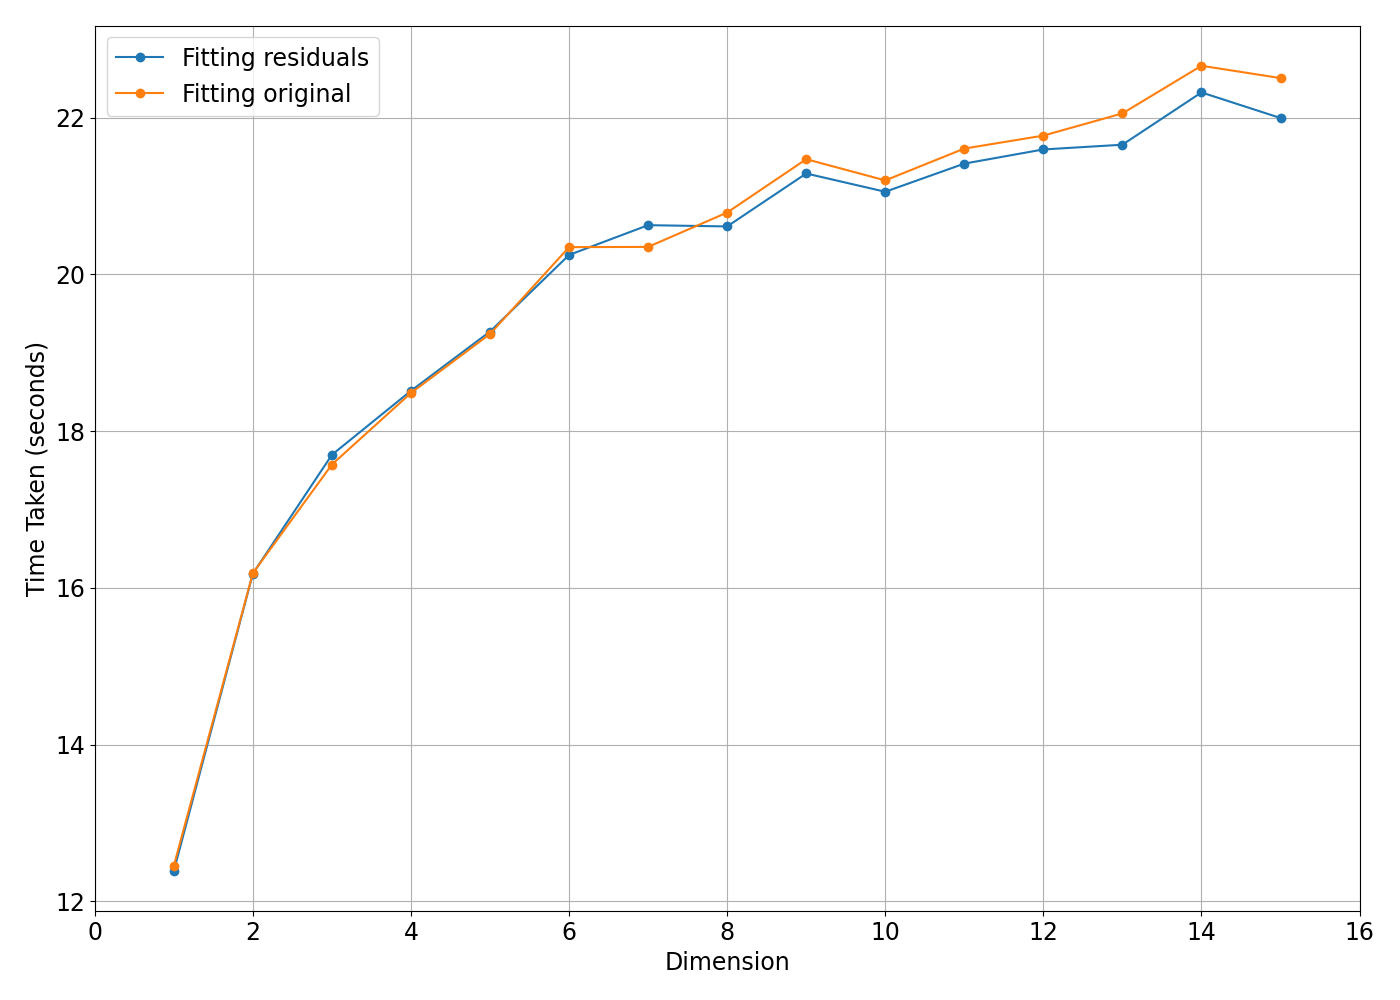 Fitting residuals
Fitting original
22
20
18
16
14
12
Time Taken (seconds)
0 2 4 6 8 10 12 14 16
Dimension